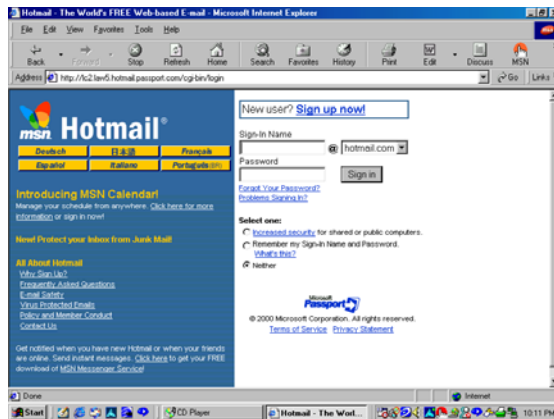 Hotmail - The World's FREE Web-based E-mail - Microsoft Internet Explorer
File Edit View Favorites Tools Help
Back Forward Stop Refresh Home Search Favorites History Print Edit Discuss MSN
Address http://lc2.law5.hotmail.passport.com/cgi-bin/login Go Links
msn Hotmail®
Deutsch 日本語 Français
Español Italiano Português(BR)
Introducing MSN Calendar!
Manage your schedule from anywhere. Click here for more
information or sign in now!
New! Protect your Inbox from Junk Mail!
All About Hotmail
Why Sign Up?
Frequently Asked Questions
E-mail Safety
Virus Protected Emails
Policy and Member Conduct
Contact Us
Get notified when you have new Hotmail or when your friends
are online. Send instant messages. Click here to get your FREE
download of MSN Messenger Service!
New user? Sign up now!
Sign-In Name
@ hotmail.com
Password
Sign in
Forgot Your Password?
Problems Signing In?
Select one:
Increased security for shared or public computers.
Remember my Sign-In Name and Password.
What's this?
Neither
Microsoft
Passport
© 2000 Microsoft Corporation. All rights reserved.
Terms of Service Privacy Statement
Done Internet
Start CD Player Hotmail - The Worl... 10:11 PM